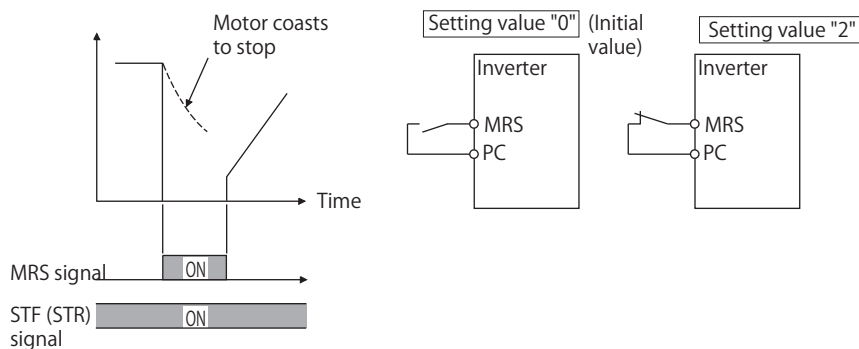 Motor coasts
to stop
Time
MRS signal
ON
STF (STR)
signal
ON
Setting value "0" (Initial
value)
Inverter
MRS
PC
Setting value "2"
Inverter
MRS
PC